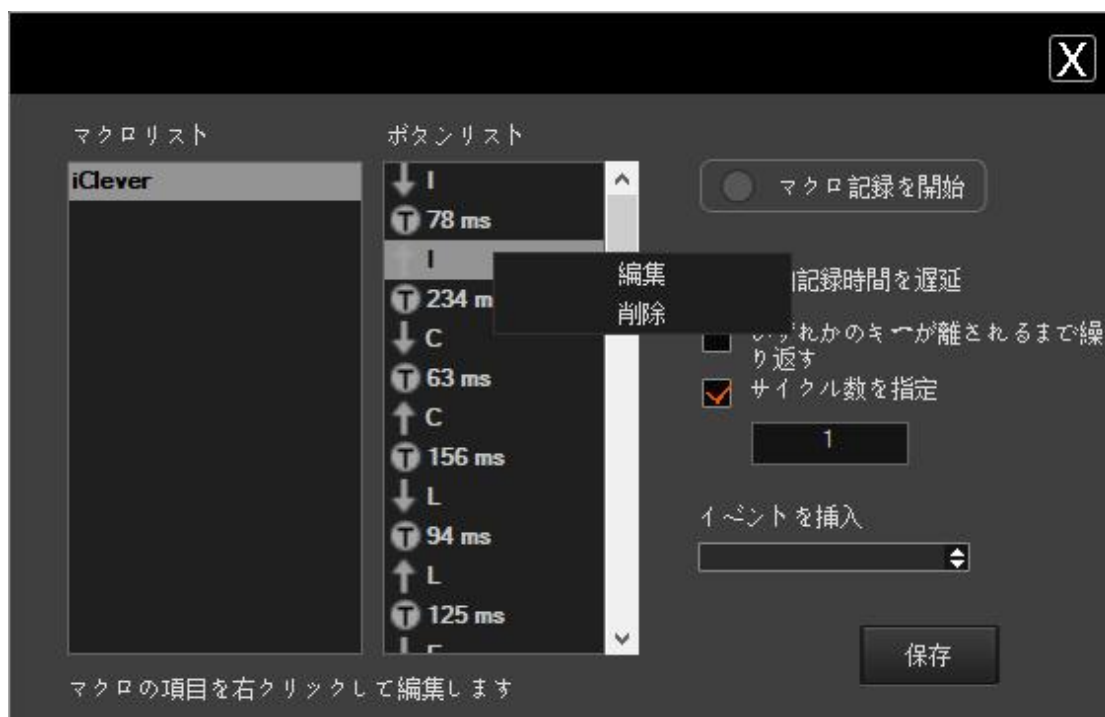 X
マクロリスト
iClever
ボタンリスト
I
78 ms
I
234 m
C
63 ms
C
156 ms
L
94 ms
L
125 ms
編集
削除
マクロ記録を開始
記録時間を遅延
いずれかのキーが離されるまで繰
り返す
サイクル数を指定
1
イベントを挿入
保存
マクロの項目を右クリックして編集します